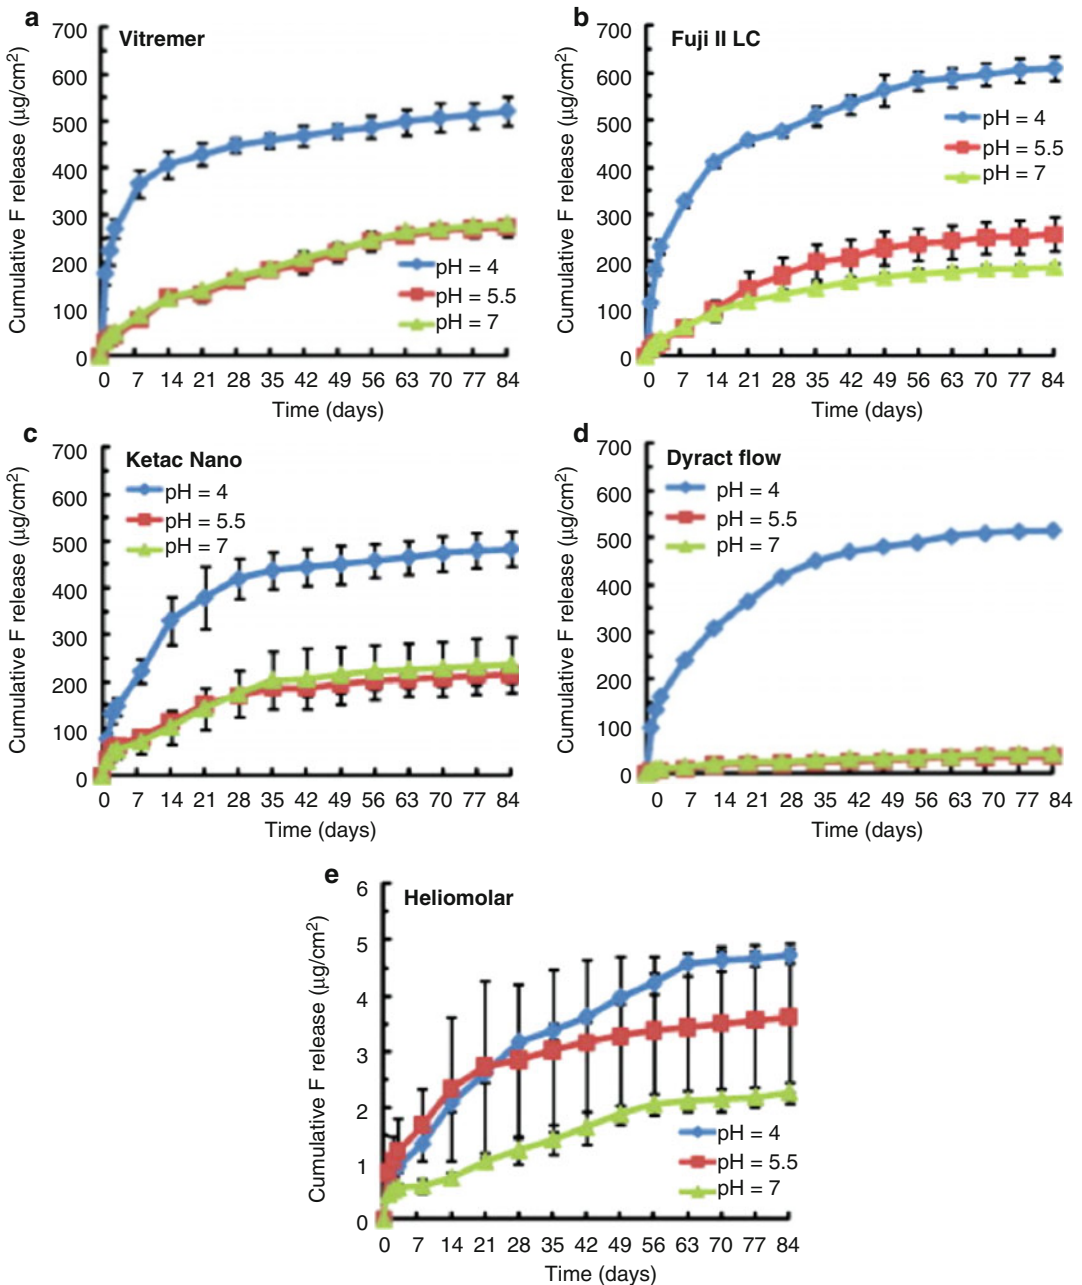 a
Vitremer
700
600
500
400
300
200
100
0
Cumulative F release (µg/cm2)
pH = 4
pH = 5.5
pH = 7
0 7 14 21 28 35 42 49 56 63 70 77 84
Time (days)
b
Fuji II LC
700
600
500
400
300
200
100
0
Cumulative F release (µg/cm2)
pH = 4
pH = 5.5
pH = 7
0 7 14 21 28 35 42 49 56 63 70 77 84
Time (days)
c
Ketac Nano
700
600
500
400
300
200
100
0
Cumulative F release (µg/cm2)
pH = 4
pH = 5.5
pH = 7
0 7 14 21 28 35 42 49 56 63 70 77 84
Time (days)
d
Dyract flow
700
600
500
400
300
200
100
0
Cumulative F release (µg/cm2)
pH = 4
pH = 5.5
pH = 7
0 7 14 21 28 35 42 49 56 63 70 77 84
Time (days)
e
Heliomolar
6
5
4
3
2
1
0
Cumulative F release (µg/cm2)
pH = 4
pH = 5.5
pH = 7
0 7 14 21 28 35 42 49 56 63 70 77 84
Time (days)